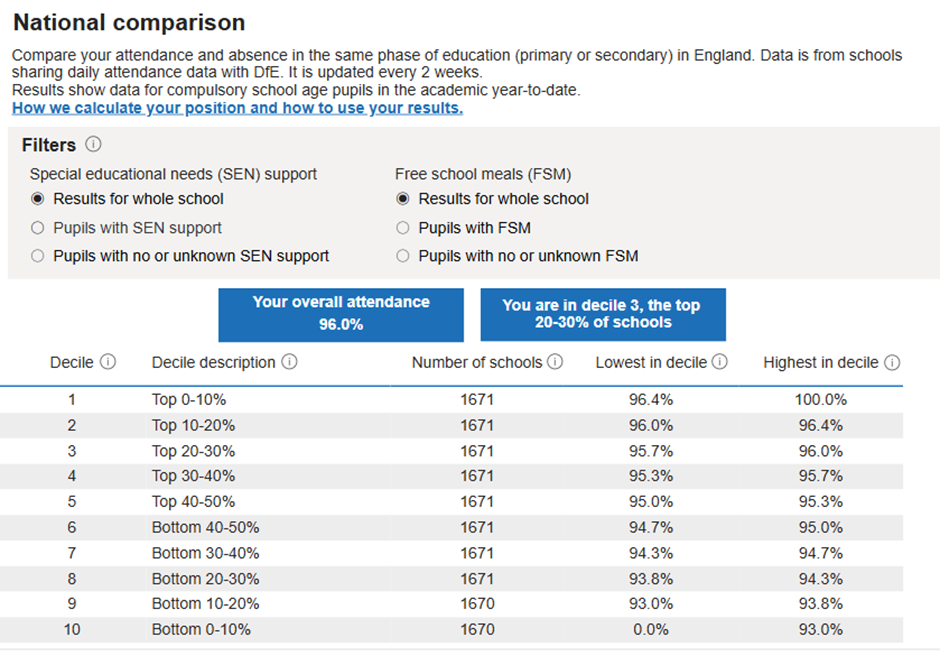 National comparison
Compare your attendance and absence in the same phase of education (primary or secondary) in England. Data is from schools
sharing daily attendance data with DfE. It is updated every 2 weeks.
Results show data for compulsory school age pupils in the academic year-to-date.
How we calculate your position and how to use your results.
Filters
Special educational needs (SEN) support
Results for whole school
Pupils with SEN support
Pupils with no or unknown SEN support
Free school meals (FSM)
Results for whole school
Pupils with FSM
Pupils with no or unknown FSM
Your overall attendance
96.0%
You are in decile 3, the top
20-30% of schools
Decile Decile description Number of schools Lowest in decile Highest in decile
1 Top 0-10% 1671 96.4% 100.0%
2 Top 10-20% 1671 96.0% 96.4%
3 Top 20-30% 1671 95.7% 96.0%
4 Top 30-40% 1671 95.3% 95.7%
5 Top 40-50% 1671 95.0% 95.3%
6 Bottom 40-50% 1671 94.7% 95.0%
7 Bottom 30-40% 1671 94.3% 94.7%
8 Bottom 20-30% 1671 93.8% 94.3%
9 Bottom 10-20% 1670 93.0% 93.8%
10 Bottom 0-10% 1670 0.0% 93.0%